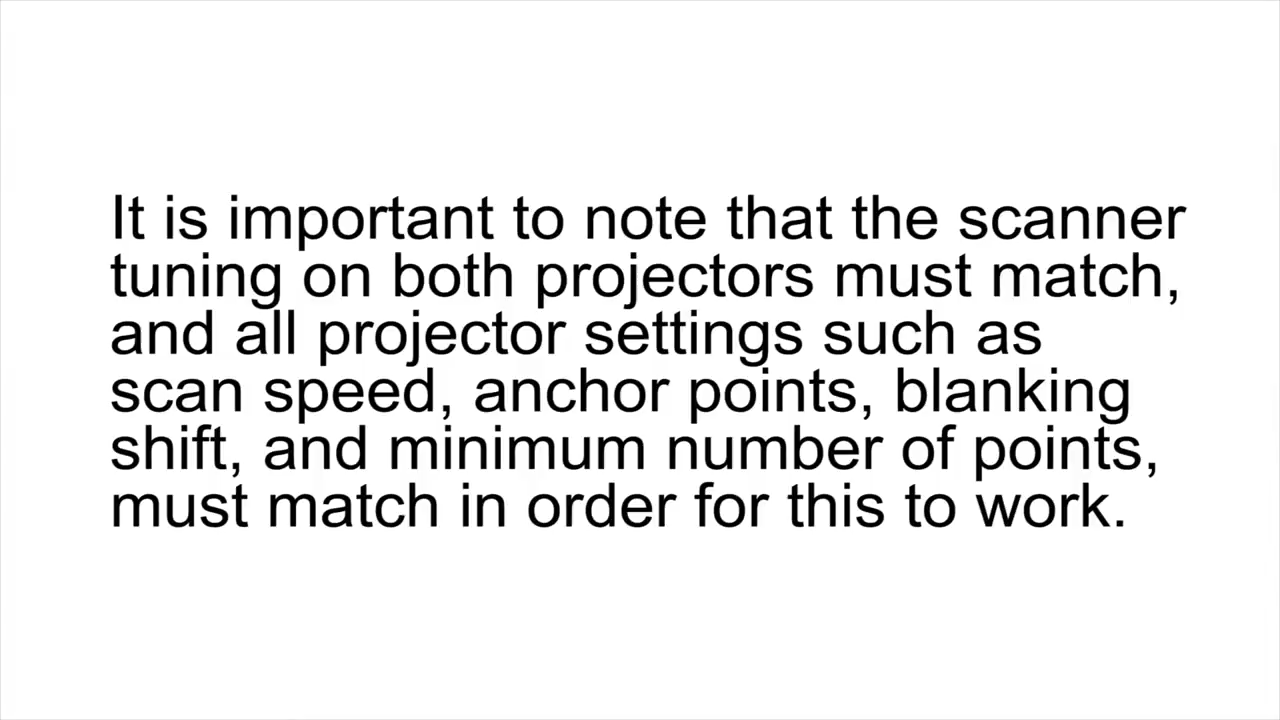 It is important to note that the scanner
tuning on both projectors must match,
and all projector settings such as
scan speed, anchor points, blanking
shift, and minimum number of points,
must match in order for this to work.